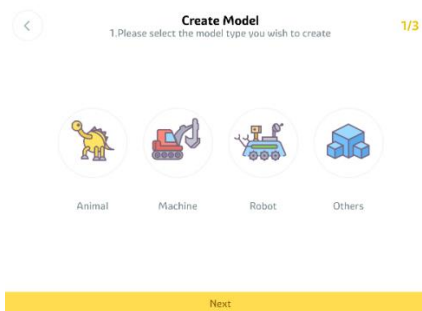 Create Model
1/3
1.Please select the model type you wish to create
Animal
Machine
Robot
Others
Next